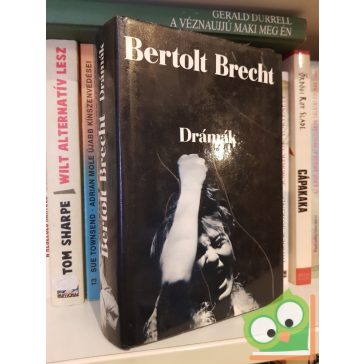 GERALD DURRELL
A VÉZNAUJJÚ MAKI MEG ÉN
Bertolt Brecht
Drámák
Bertolt Brecht Drámák
TOM SHARPE
WILT ALTERNATÍV LESZ
13 SUE TOWNSEND - ADRIAN MOLE ÚJABB KÍNSZENVEDÉSEI
CÁPAKAKA